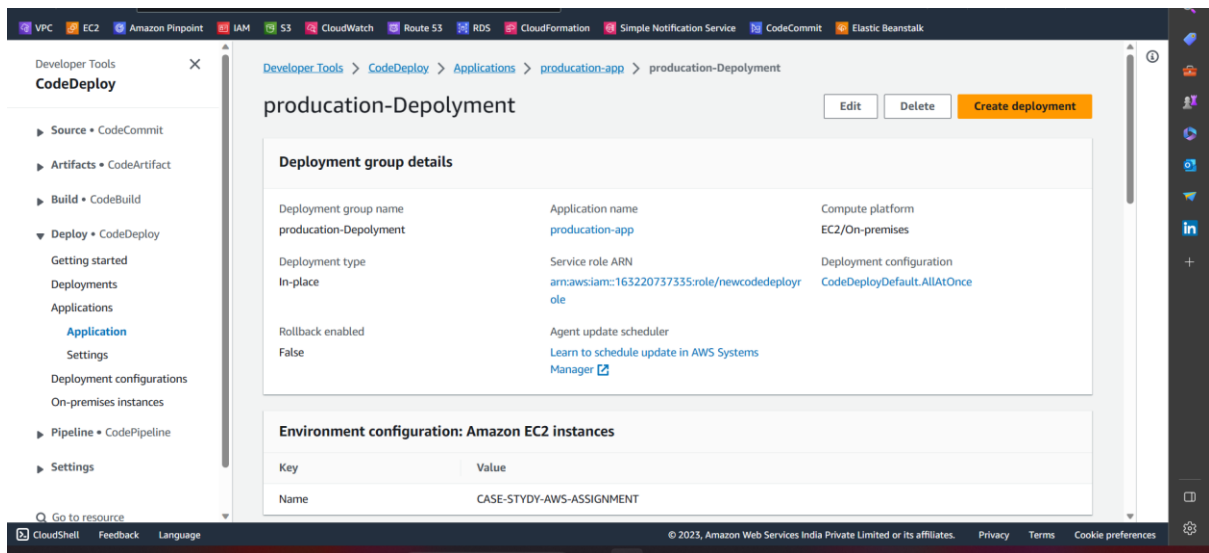 VPC EC2 Amazon Pinpoint IAM S3 CloudWatch Route 53 RDS CloudFormation Simple Notification Service CodeCommit Elastic Beanstalk
Developer Tools
CodeDeploy
Source • CodeCommit
Artifacts • CodeArtifact
Build • CodeBuild
Deploy • CodeDeploy
Getting started
Deployments
Applications
Application
Settings
Deployment configurations
On-premises instances
Pipeline • CodePipeline
Settings
Go to resource
Developer Tools > CodeDeploy > Applications > producation-app > producation-Depolyment
producation-Depolyment
Edit Delete Create deployment
Deployment group details
Deployment group name
producation-Depolyment
Application name
producation-app
Compute platform
EC2/On-premises
Deployment type
In-place
Service role ARN
arn:aws:iam::163220737335:role/newcodedeployr
ole
Deployment configuration
CodeDeployDefault.AllAtOnce
Rollback enabled
False
Agent update scheduler
Learn to schedule update in AWS Systems
Manager
Environment configuration: Amazon EC2 instances
Key Value
Name CASE-STYDY-AWS-ASSIGNMENT
CloudShell Feedback Language © 2023, Amazon Web Services India Private Limited or its affiliates. Privacy Terms Cookie preferences
in